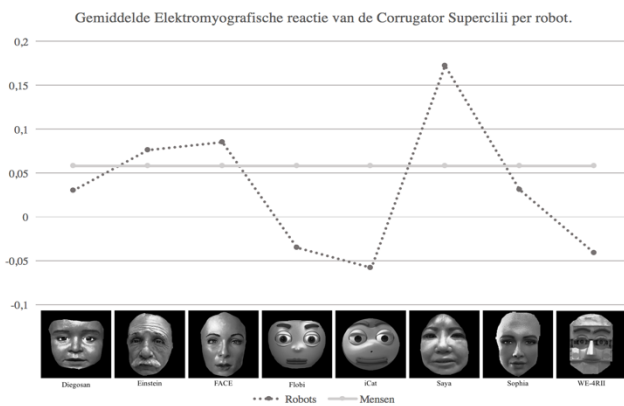 Gemiddelde Elektromyografische reactie van de Corrugator Supercilii per robot.
0,2
0,15
0,1
0,05
0
-0,05
-0,1
Diegosan Einstein FACE Flobi iCat Saya Sophia WE-4RII
Robots Mensen